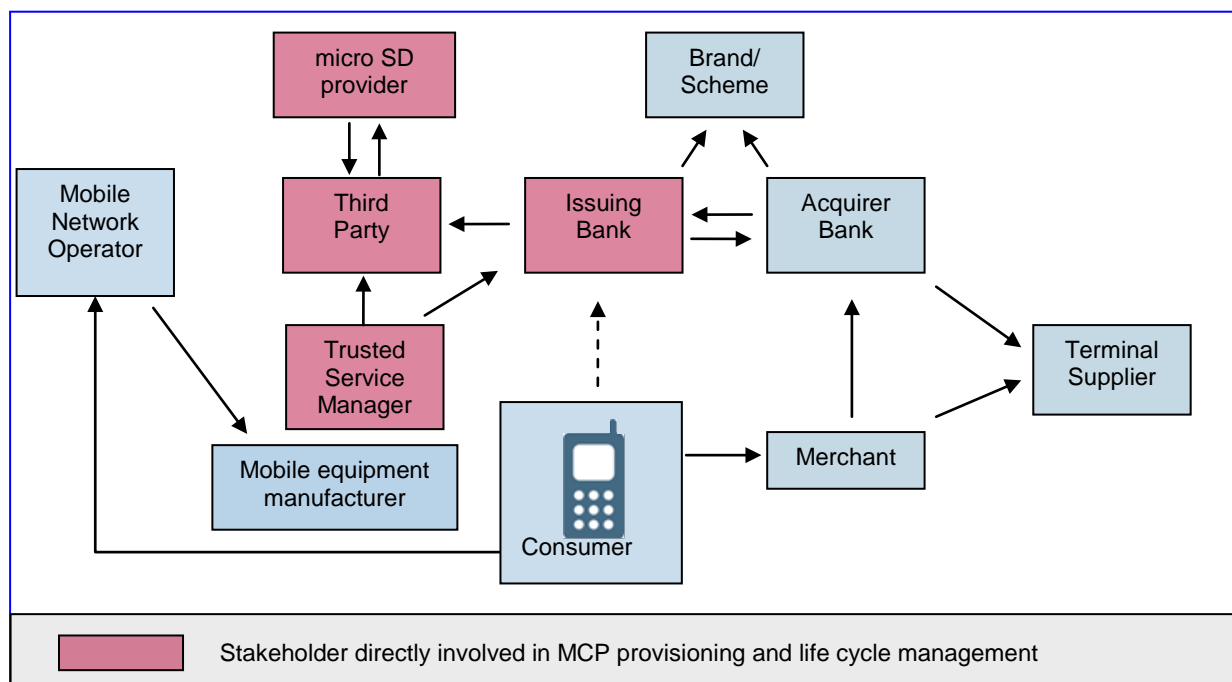 micro SD
provider
Brand/
Scheme
Mobile
Network
Operator
Third
Party
Issuing
Bank
Acquirer
Bank
Trusted
Service
Manager
Terminal
Supplier
Mobile equipment
manufacturer
Merchant
Consumer
Stakeholder directly involved in MCP provisioning and life cycle management